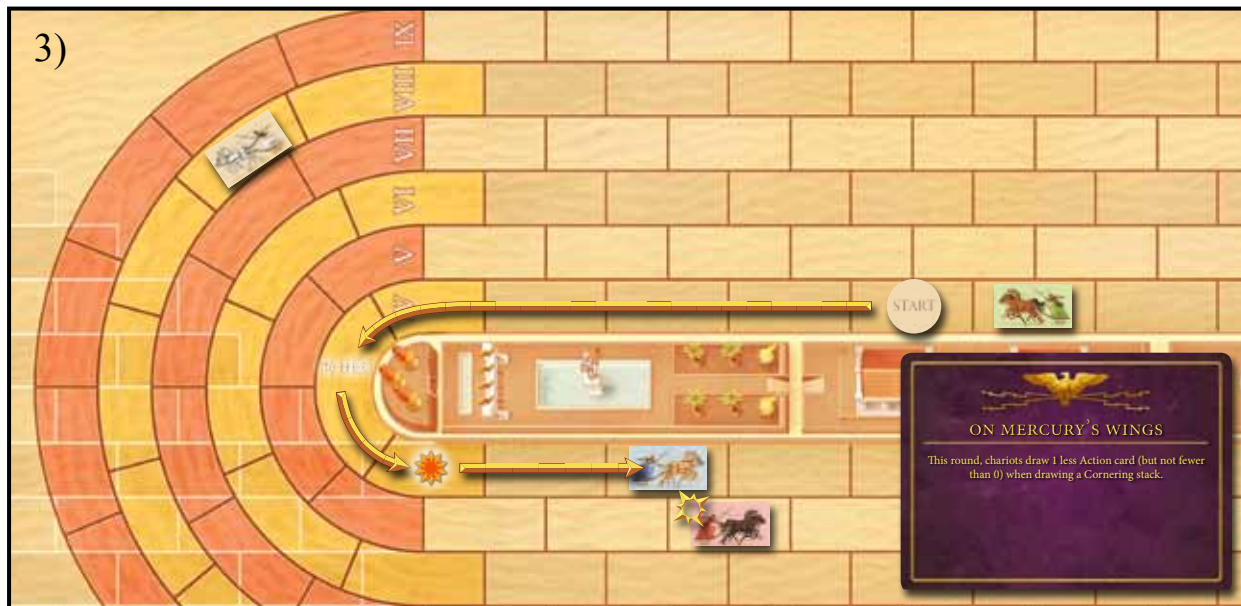 3)
IX
VIII
VII
VI
V
START
ON MERCURY'S WINGS
This round, chariots draw 1 less Action card (but not fewer
than 0) when drawing a Cornering stack.